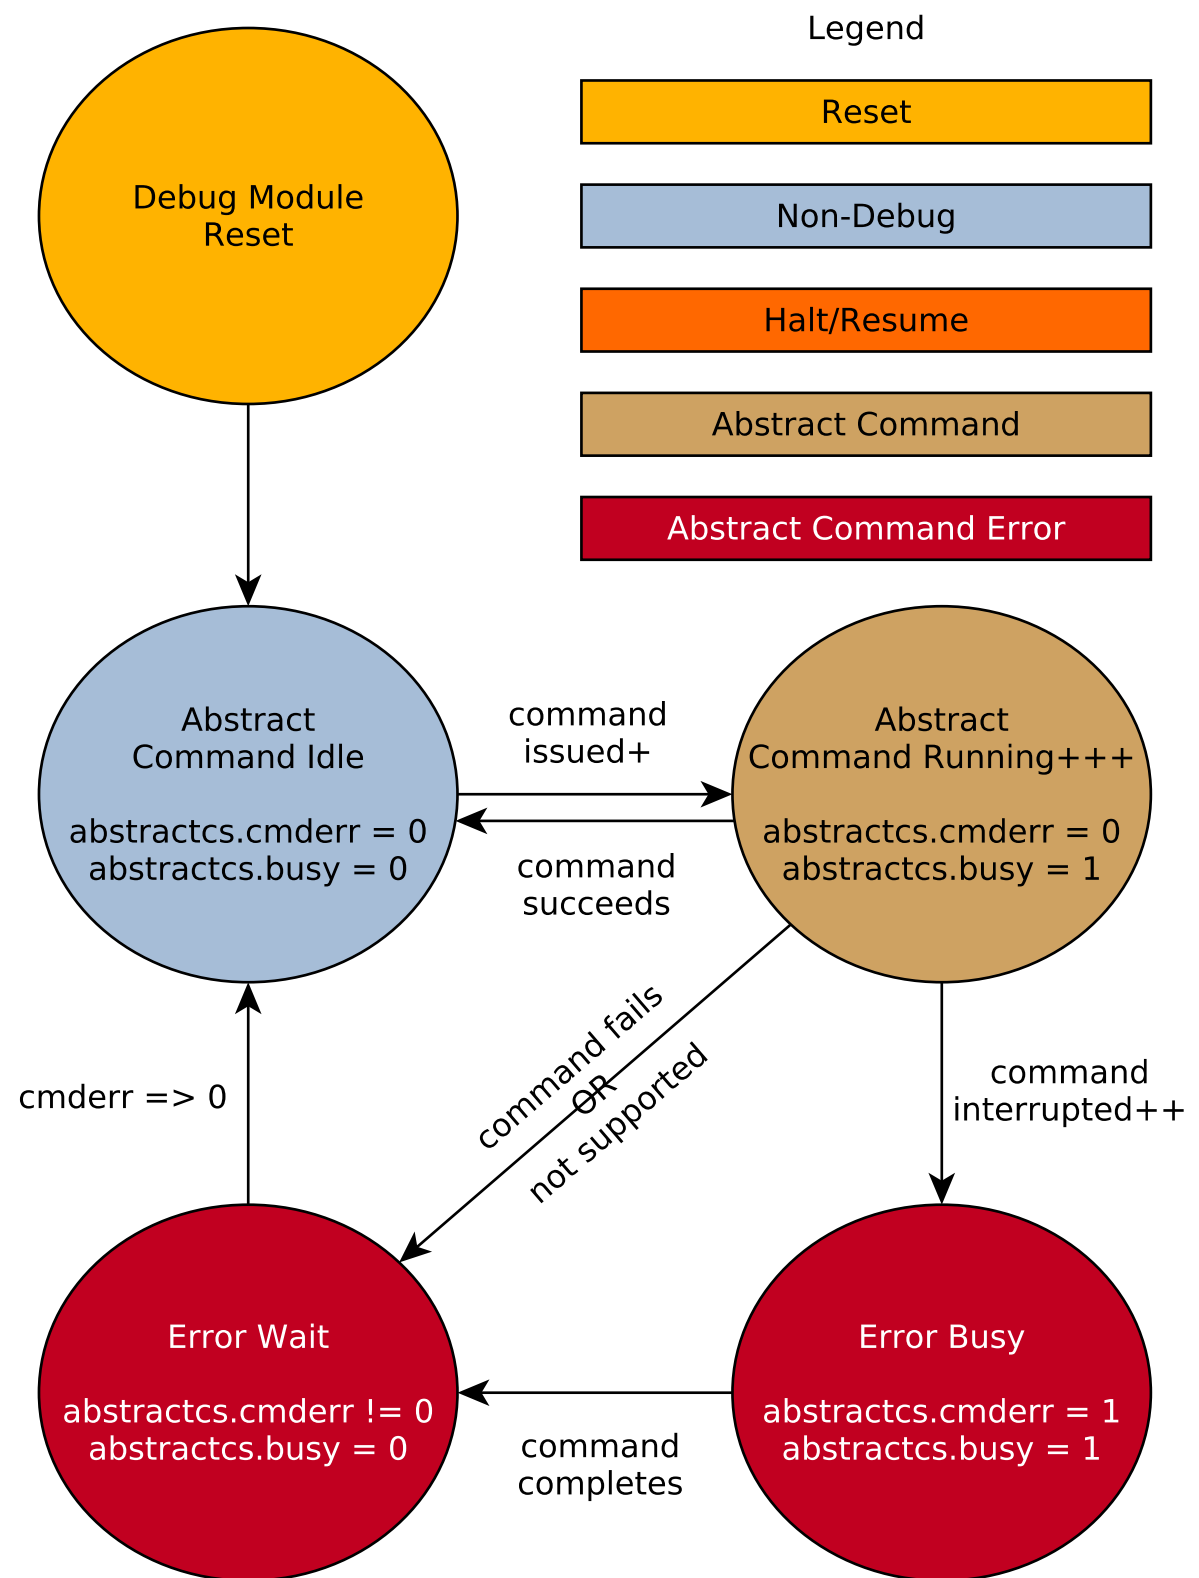 Legend
Reset
Non-Debug
Halt/Resume
Abstract Command
Abstract Command Error
Debug Module
Reset
Abstract
Command Idle
abstractcs.cmderr = 0
abstractcs.busy = 0
command
issued+
command
succeeds
Abstract
Command Running+++
abstractcs.cmderr = 0
abstractcs.busy = 1
cmderr => 0
command fails
OR
not supported
command
interrupted++
Error Wait
abstractcs.cmderr != 0
abstractcs.busy = 0
command
completes
Error Busy
abstractcs.cmderr = 1
abstractcs.busy = 1